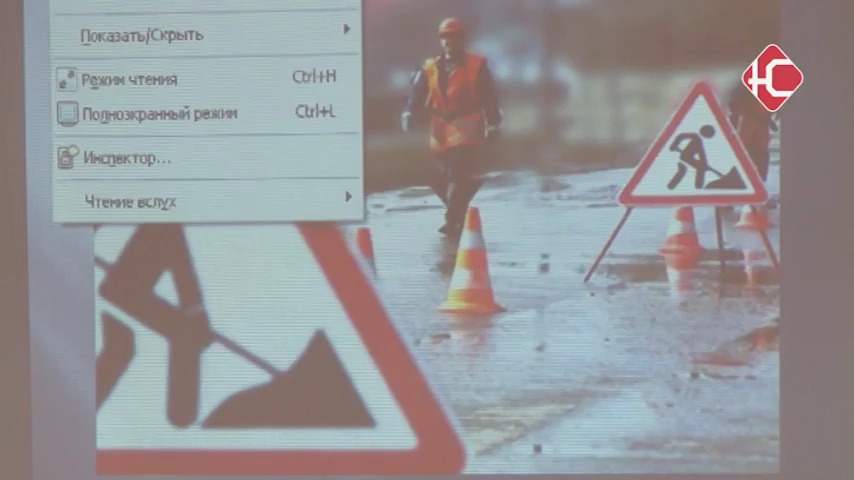 Показать/Скрыть
Режим чтения Ctrl+H
Полноэкранный режим Ctrl+L
Инспектор...
Чтение вслух
Ю